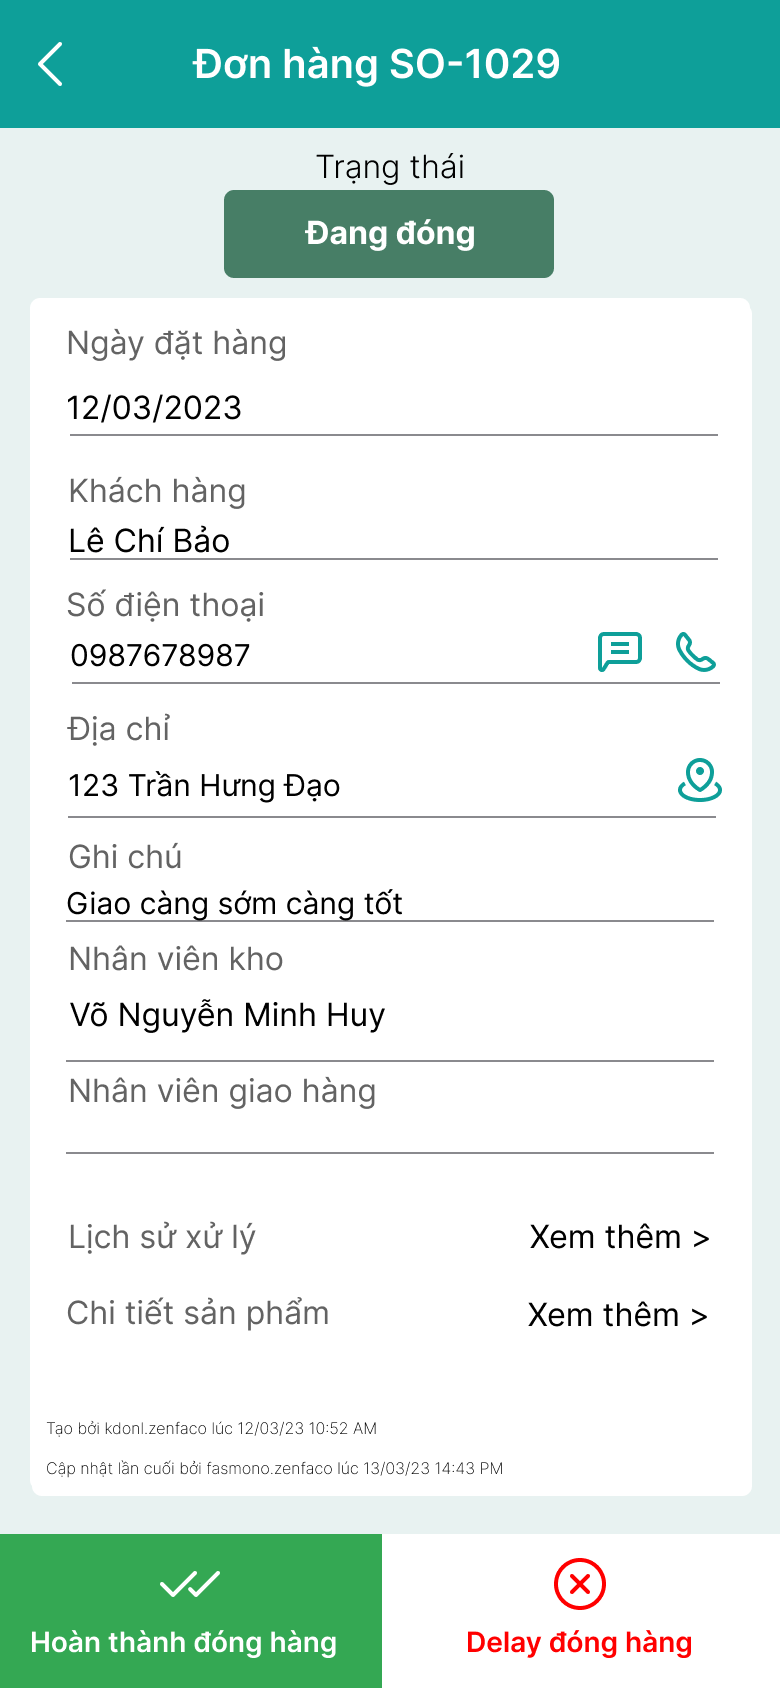 Đơn hàng SO-1029
Trạng thái
Đang đóng
Ngày đặt hàng
12/03/2023
Khách hàng
Lê Chí Bảo
Số điện thoại
0987678987
Địa chỉ
123 Trần Hưng Đạo
Ghi chú
Giao càng sớm càng tốt
Nhân viên kho
Võ Nguyễn Minh Huy
Nhân viên giao hàng
Lịch sử xử lý Xem thêm >
Chi tiết sản phẩm Xem thêm >
Tạo bởi kdonl.zenfaco lúc 12/03/23 10:52 AM
Cập nhật lần cuối bởi fasmono.zenfaco lúc 13/03/23 14:43 PM
Hoàn thành đóng hàng
Delay đóng hàng